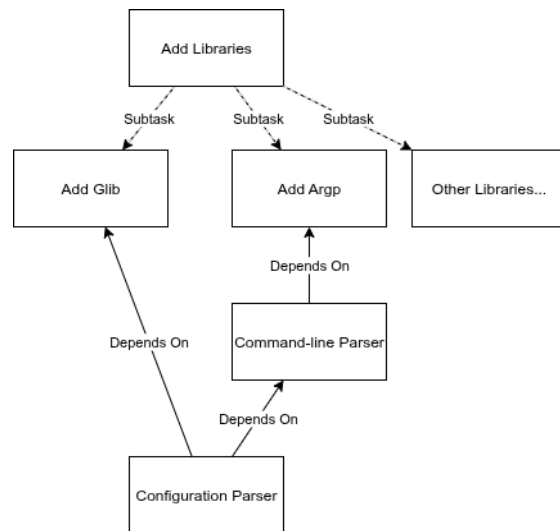 Add Libraries
Subtask
Subtask
Subtask
Add Glib
Add Argp
Other Libraries...
Depends On
Depends On
Command-line Parser
Depends On
Configuration Parser